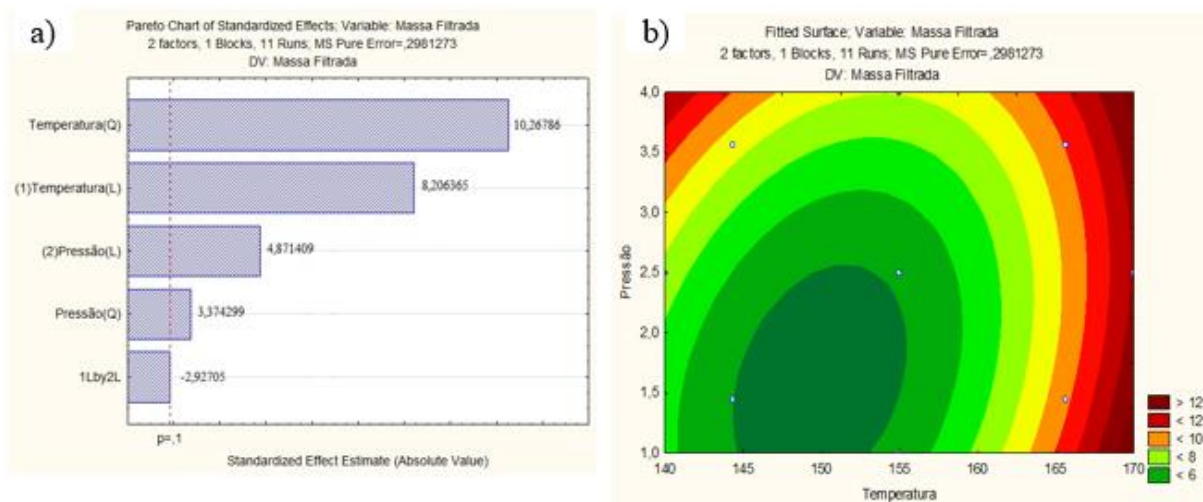 a)
Pareto Chart of Standardized Effects; Variable: Massa Filtrada
2 factors, 1 Blocks, 11 Runs; MS Pure Error=,2981273
DV: Massa Filtrada
Temperatura(Q)
10,26786
(1)Temperatura(L)
8,206365
(2)Pressão(L)
4,871409
Pressão(Q)
3,374299
1Lby2L
-2,92705
p=,1
Standardized Effect Estimate (Absolute Value)
b)
Fitted Surface; Variable: Massa Filtrada
2 factors, 1 Blocks, 11 Runs; MS Pure Error=,2981273
DV: Massa Filtrada
4,0
3,5
3,0
2,5
2,0
1,5
1,0
Pressão
140 145 150 155 160 165 170
Temperatura
> 12
< 12
< 10
< 8
< 6